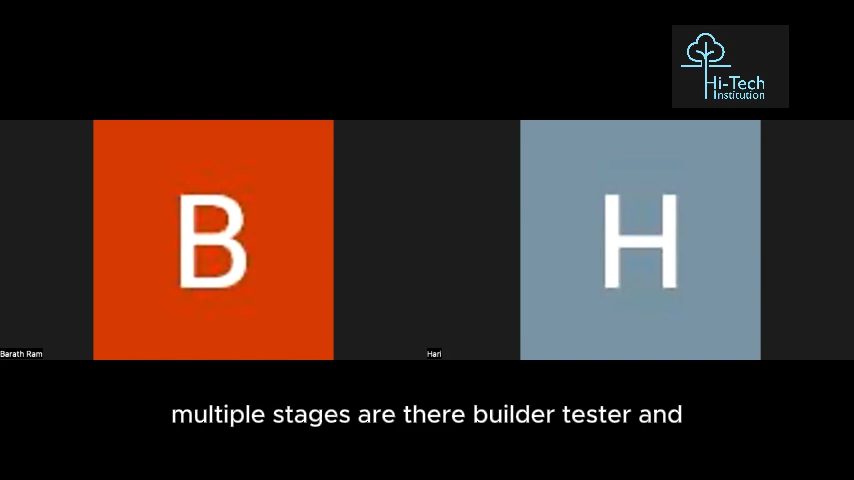 Hi-Tech
Institution
B
H
Barath Ram
Hari
multiple stages are there builder tester and